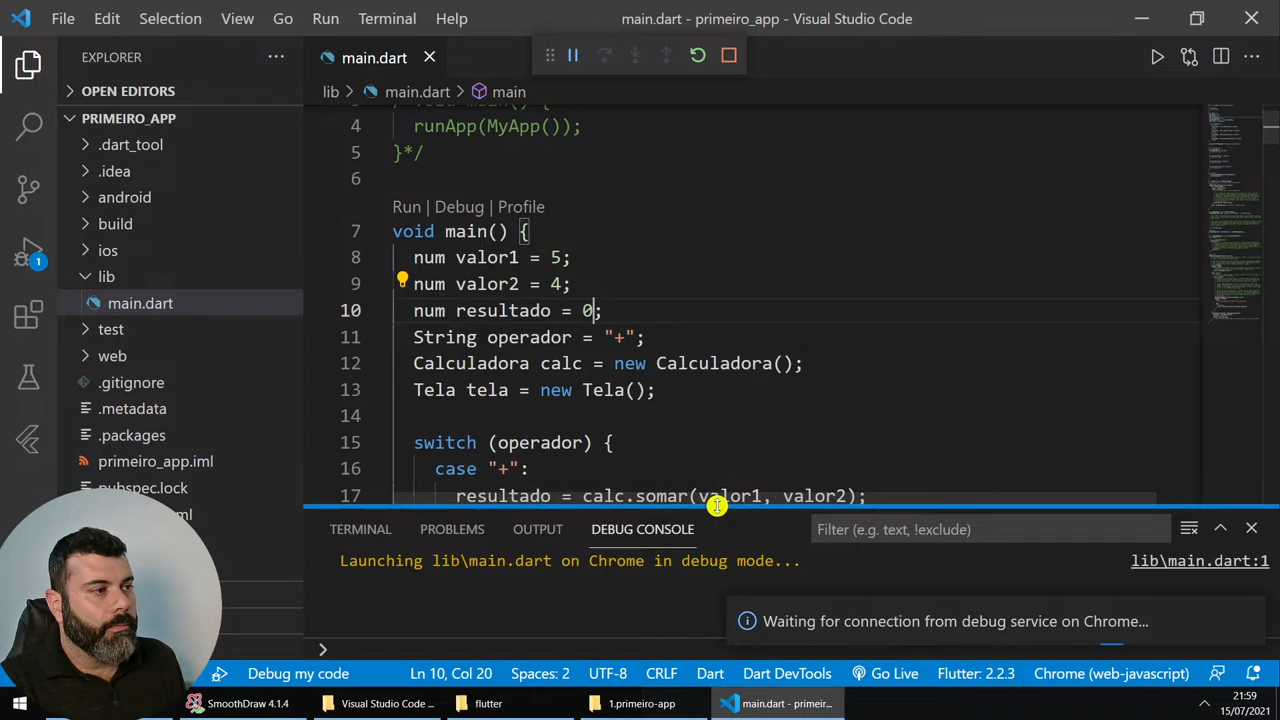 File Edit Selection View Go Run Terminal Help main.dart - primeiro_app - Visual Studio Code
EXPLORER
OPEN EDITORS
PRIMEIRO_APP
.dart_tool
.idea
android
build
ios
lib
main.dart
test
web
.gitignore
.metadata
.packages
primeiro_app.iml
pubspec.lock
1
main.dart
lib main.dart main
4 runApp(MyApp());
5 }*/
6
Run | Debug | Profile
7 void main() {
8 num valor1 = 5;
9 num valor2 = 4;
10 num resultado = 0;
11 String operador = "+";
12 Calculadora calc = new Calculadora();
13 Tela tela = new Tela();
14
15 switch (operador) {
16 case "+":
17 resultado = calc.somar(valor1, valor2);
TERMINAL PROBLEMS OUTPUT DEBUG CONSOLE Filter (e.g. text, !exclude)
Launching lib\main.dart on Chrome in debug mode... lib\main.dart:1
Waiting for connection from debug service on Chrome...
Debug my code Ln 10, Col 20 Spaces: 2 UTF-8 CRLF Dart Dart DevTools Go Live Flutter: 2.2.3 Chrome (web-javascript)
SmoothDraw 4.1.4 Visual Studio Code ... flutter 1.primeiro-app main.dart - primeir... 21:59
15/07/2021